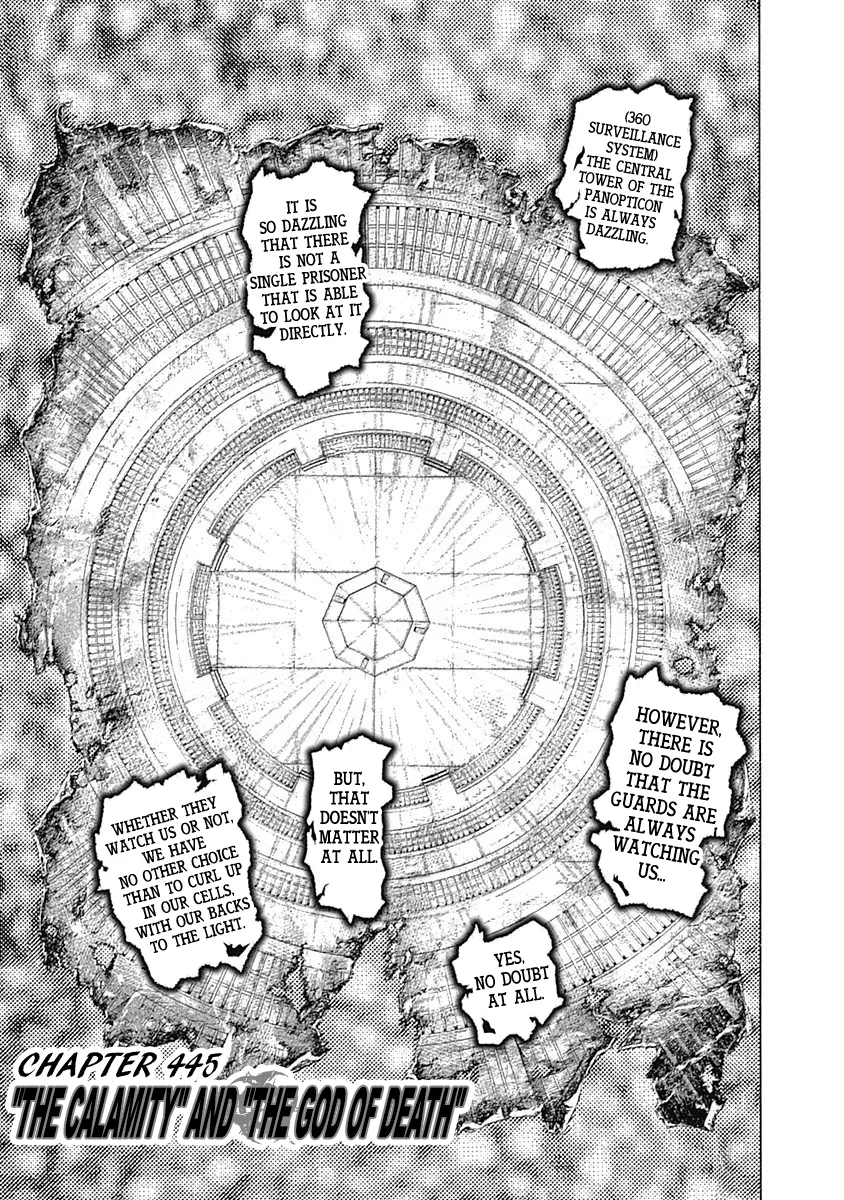 (360
SURVEILLANCE
SYSTEM)
THE CENTRAL
TOWER OF THE
PANOPTICON
IS ALWAYS
DAZZLING.
IT IS
SO DAZZLING
THAT THERE
IS NOT A
SINGLE PRISONER
THAT IS ABLE
TO LOOK AT IT
DIRECTLY.
HOWEVER,
THERE IS
NO DOUBT
THAT THE
GUARDS ARE
ALWAYS
WATCHING
US...
YES,
NO DOUBT
AT ALL.
BUT,
THAT
DOESN'T
MATTER
AT ALL.
WHETHER THEY
WATCH US OR NOT,
WE HAVE
NO OTHER CHOICE
THAN TO CURL UP
IN OUR CELLS,
WITH OUR BACKS
TO THE LIGHT.
CHAPTER 445
"THE CALAMITY" AND "THE GOD OF DEATH"